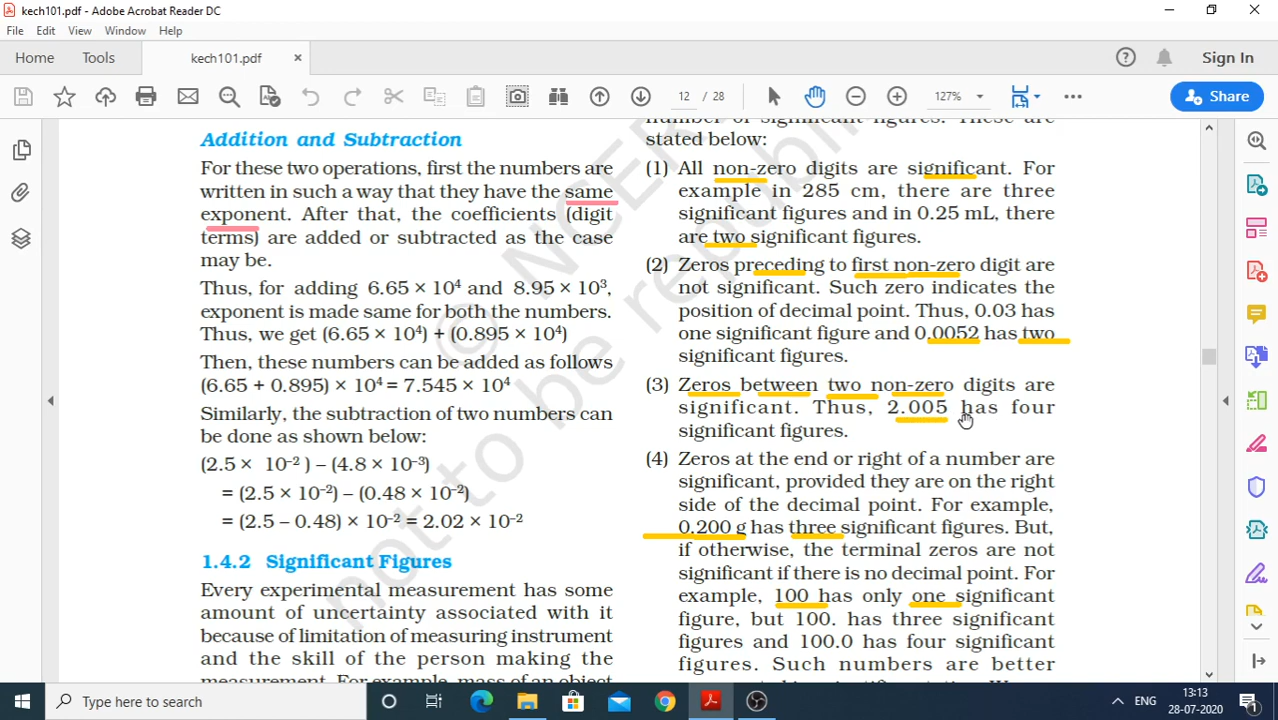 kech101.pdf - Adobe Acrobat Reader DC
File Edit View Window Help
Home Tools kech101.pdf × Sign In
12 / 28 127% Share
Addition and Subtraction
For these two operations, first the numbers are
written in such a way that they have the same
exponent. After that, the coefficients (digit
terms) are added or subtracted as the case
may be.
Thus, for adding 6.65 × 10⁴ and 8.95 × 10³,
exponent is made same for both the numbers.
Thus, we get (6.65 × 10⁴) + (0.895 × 10⁴)
Then, these numbers can be added as follows
(6.65 + 0.895) × 10⁴ = 7.545 × 10⁴
Similarly, the subtraction of two numbers can
be done as shown below:
(2.5 × 10⁻² ) – (4.8 × 10⁻³)
= (2.5 × 10⁻²) – (0.48 × 10⁻²)
= (2.5 – 0.48) × 10⁻² = 2.02 × 10⁻²
1.4.2 Significant Figures
Every experimental measurement has some
amount of uncertainty associated with it
because of limitation of measuring instrument
and the skill of the person making the
measurement. For example, mass of an object
number of significant figures. These are
stated below:
(1) All non-zero digits are significant. For
example in 285 cm, there are three
significant figures and in 0.25 mL, there
are two significant figures.
(2) Zeros preceding to first non-zero digit are
not significant. Such zero indicates the
position of decimal point. Thus, 0.03 has
one significant figure and 0.0052 has two
significant figures.
(3) Zeros between two non-zero digits are
significant. Thus, 2.005 has four
significant figures.
(4) Zeros at the end or right of a number are
significant, provided they are on the right
side of the decimal point. For example,
0.200 g has three significant figures. But,
if otherwise, the terminal zeros are not
significant if there is no decimal point. For
example, 100 has only one significant
figure, but 100. has three significant
figures and 100.0 has four significant
figures. Such numbers are better
© NCER
not to be republi
Type here to search
ENG
13:13
28-07-2020
1